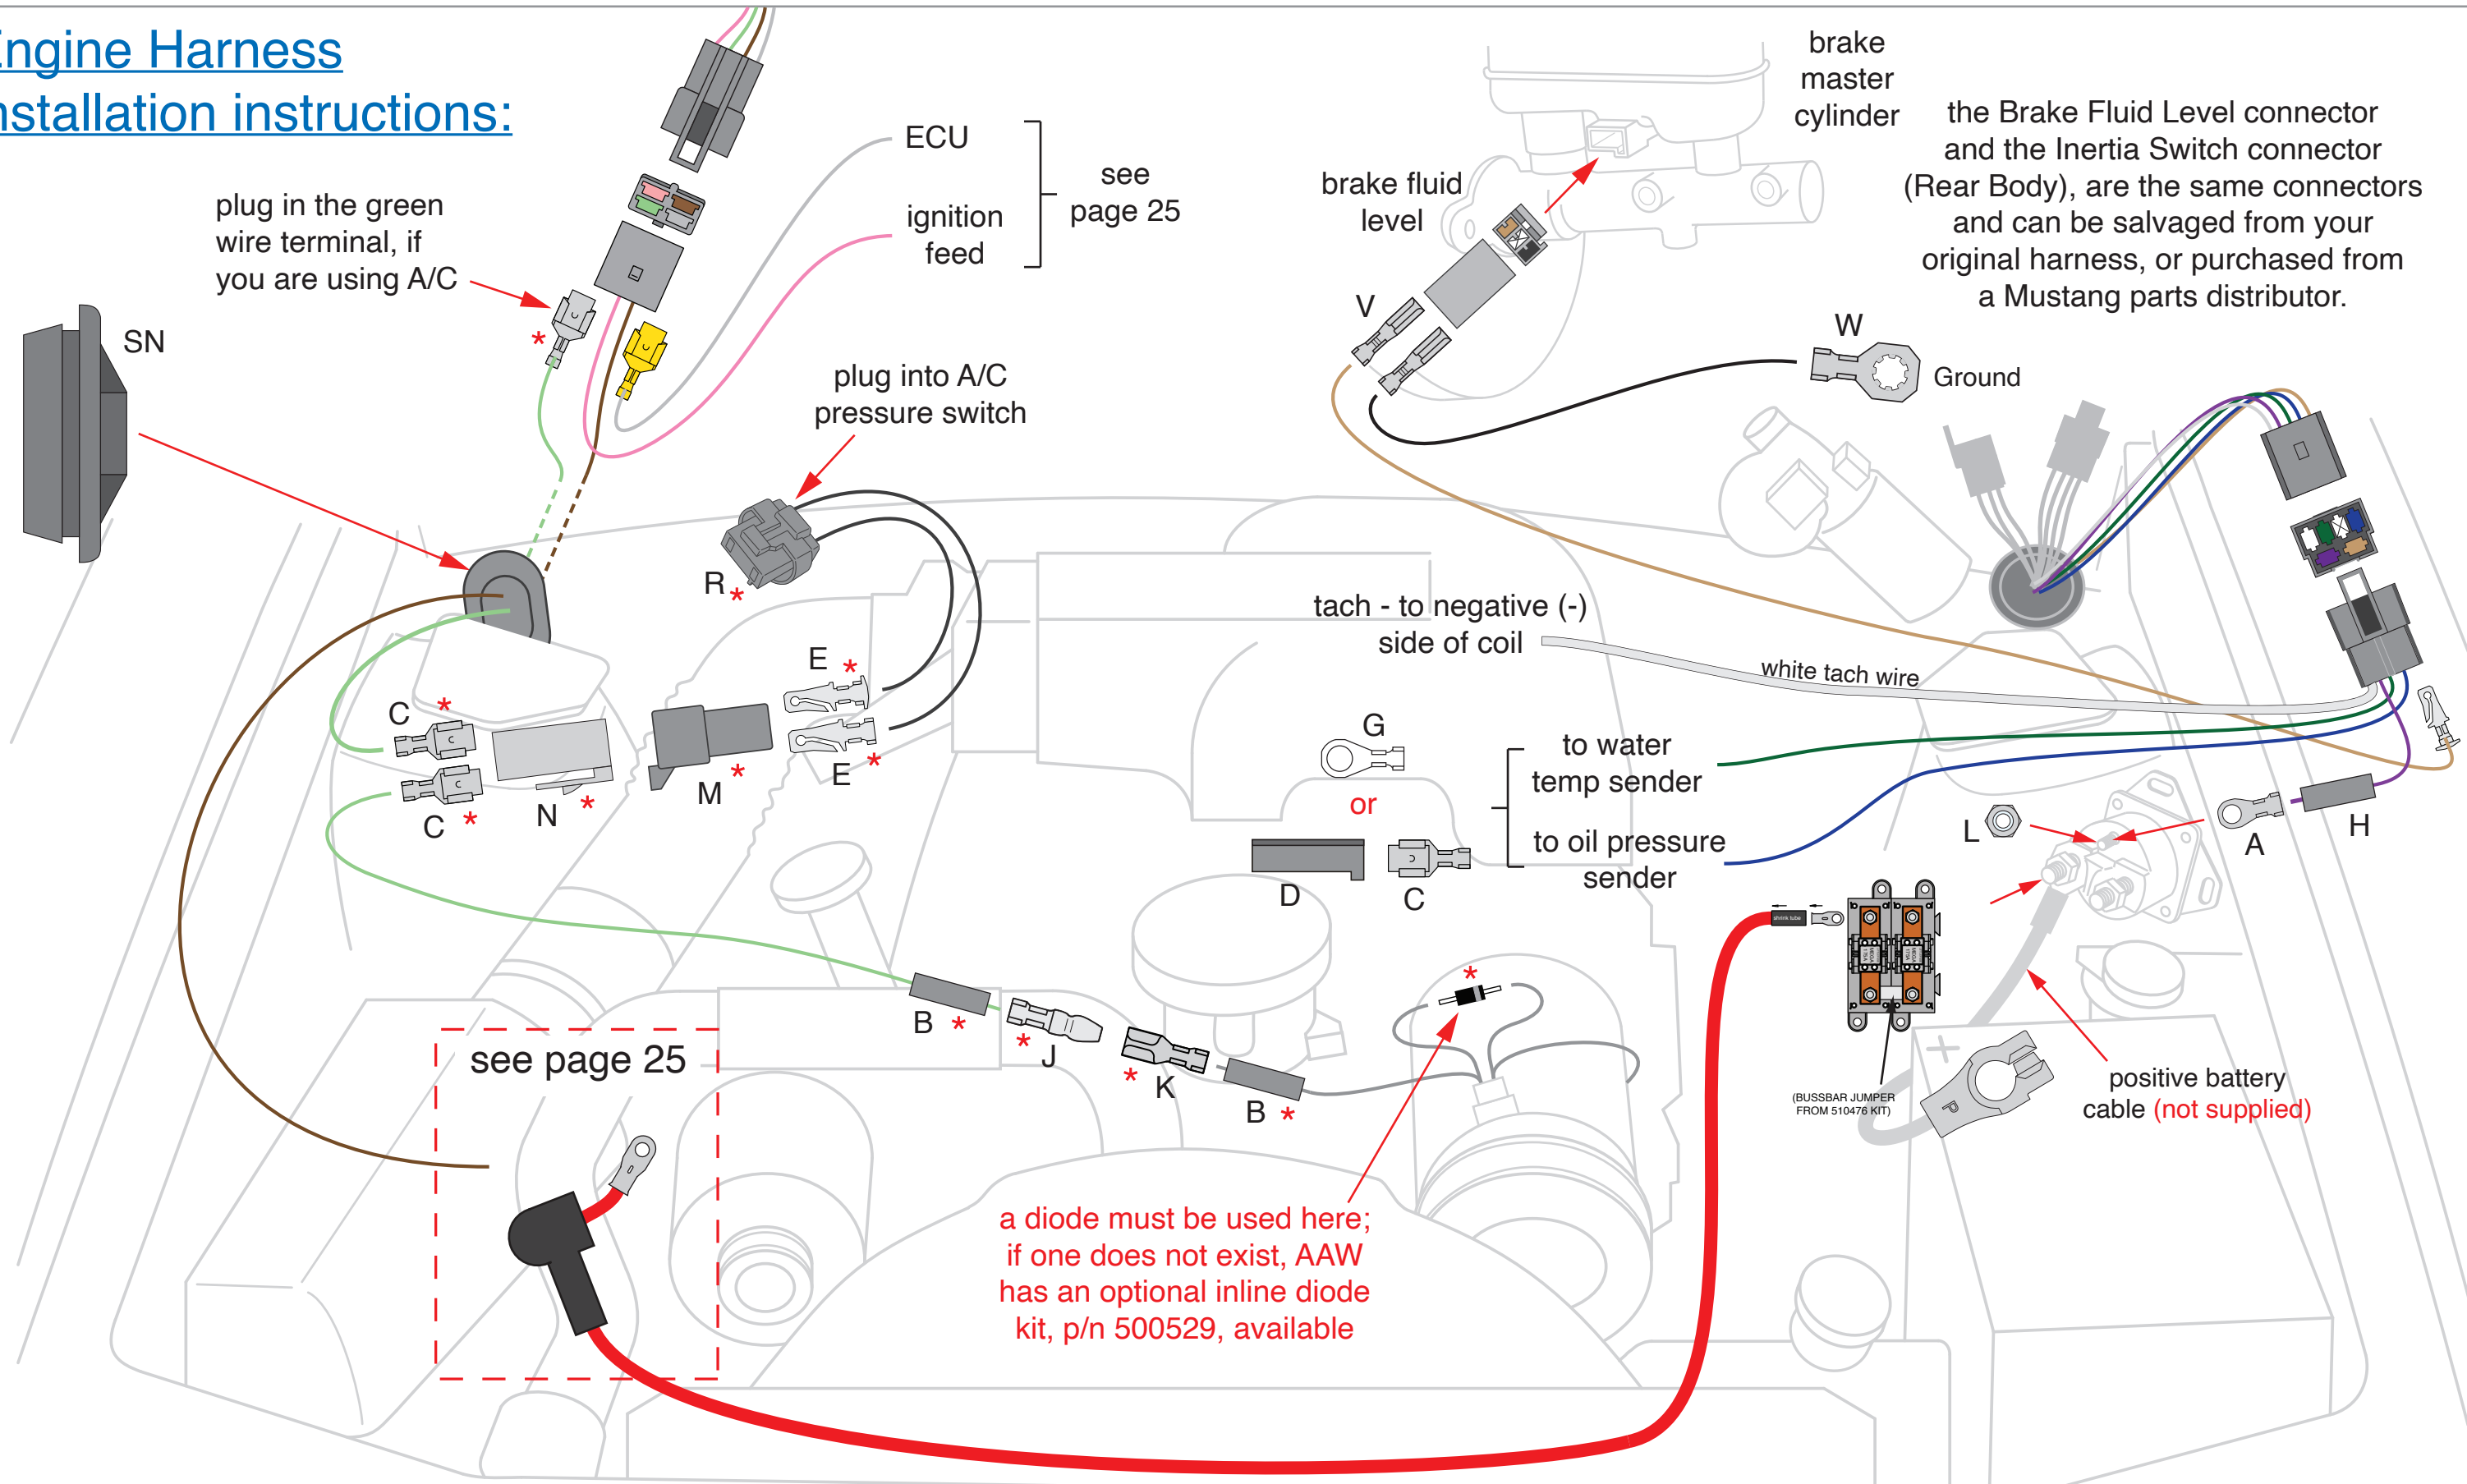 Engine Harness
nstallation instructions:
plug in the green
wire terminal, if
you are using A/C
SN
ECU
ignition
feed
see
page 25
plug into A/C
pressure switch
brake
master
cylinder
brake fluid
level
the Brake Fluid Level connector
and the Inertia Switch connector
(Rear Body), are the same connectors
and can be salvaged from your
original harness, or purchased from
a Mustang parts distributor.
V
W
Ground
*
R *
tach - to negative (-)
side of coil
white tach wire
E *
E *
C *
C *
N *
M *
G
or
D
C
to water
temp sender
to oil pressure
sender
L
A
H
shrink tube
B *
* J
* K
B *
*
see page 25
(BUSSBAR JUMPER
FROM 510476 KIT)
+
P
positive battery
cable (not supplied)
a diode must be used here;
if one does not exist, AAW
has an optional inline diode
kit, p/n 500529, available